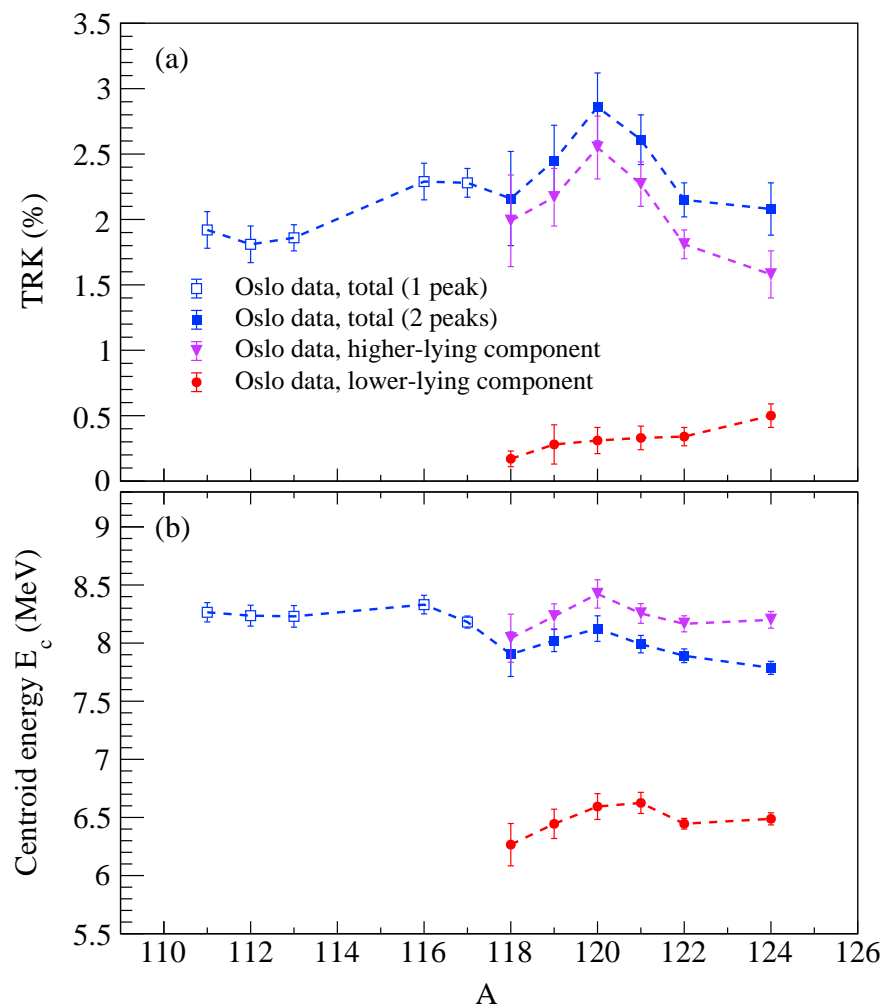 3.5
(a)
3
2.5
2
TRK (%)
1.5
Oslo data, total (1 peak)
Oslo data, total (2 peaks)
Oslo data, higher-lying component
Oslo data, lower-lying component
1
0.5
0
(b)
9
8.5
8
7.5
Centroid energy E_c (MeV)
7
6.5
6
5.5
110 112 114 116 118 120 122 124 126
A